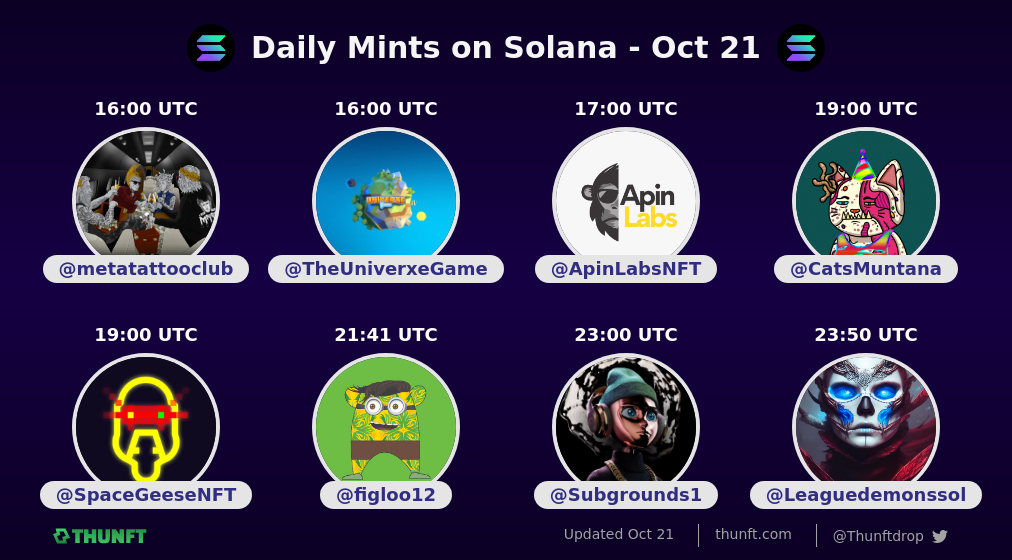 Daily Mints on Solana - Oct 21
16:00 UTC
16:00 UTC
17:00 UTC
19:00 UTC
UNIVERXE
Apin
Labs
@metatattooclub
@TheUniverxeGame
@ApinLabsNFT
@CatsMuntana
19:00 UTC
21:41 UTC
23:00 UTC
23:50 UTC
@SpaceGeeseNFT
@figloo12
@Subgrounds1
@Leaguedemonssol
THUNFT
Updated Oct 21
thunft.com
@Thunftdrop